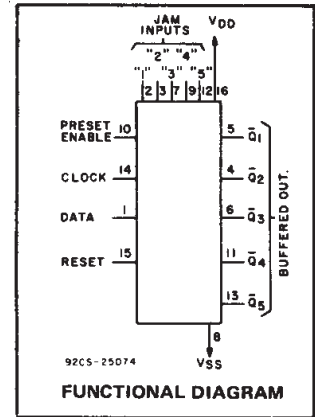 JAM
INPUTS
VDD
"2" "4"
"1" "3" "5"
2 3 7 9 12 16
PRESET
ENABLE 10
5 Q̅1
CLOCK 14
4 Q̅2
DATA 1
6 Q̅3
RESET 15
11 Q̅4
13 Q̅5
BUFFERED OUT.
8
VSS
92CS-25074
FUNCTIONAL DIAGRAM